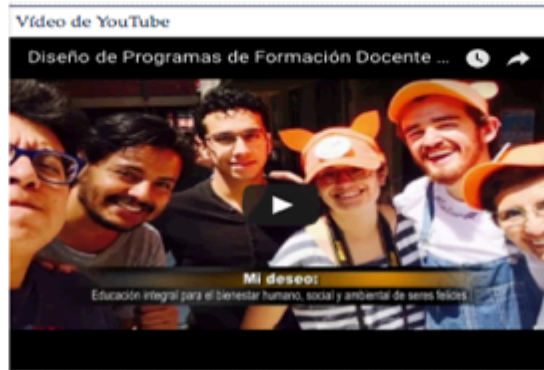 Vídeo de YouTube
Diseño de Programas de Formación Docente ...
Mi deseo:
Educación integral para el bienestar humano, social y ambiental de seres felices